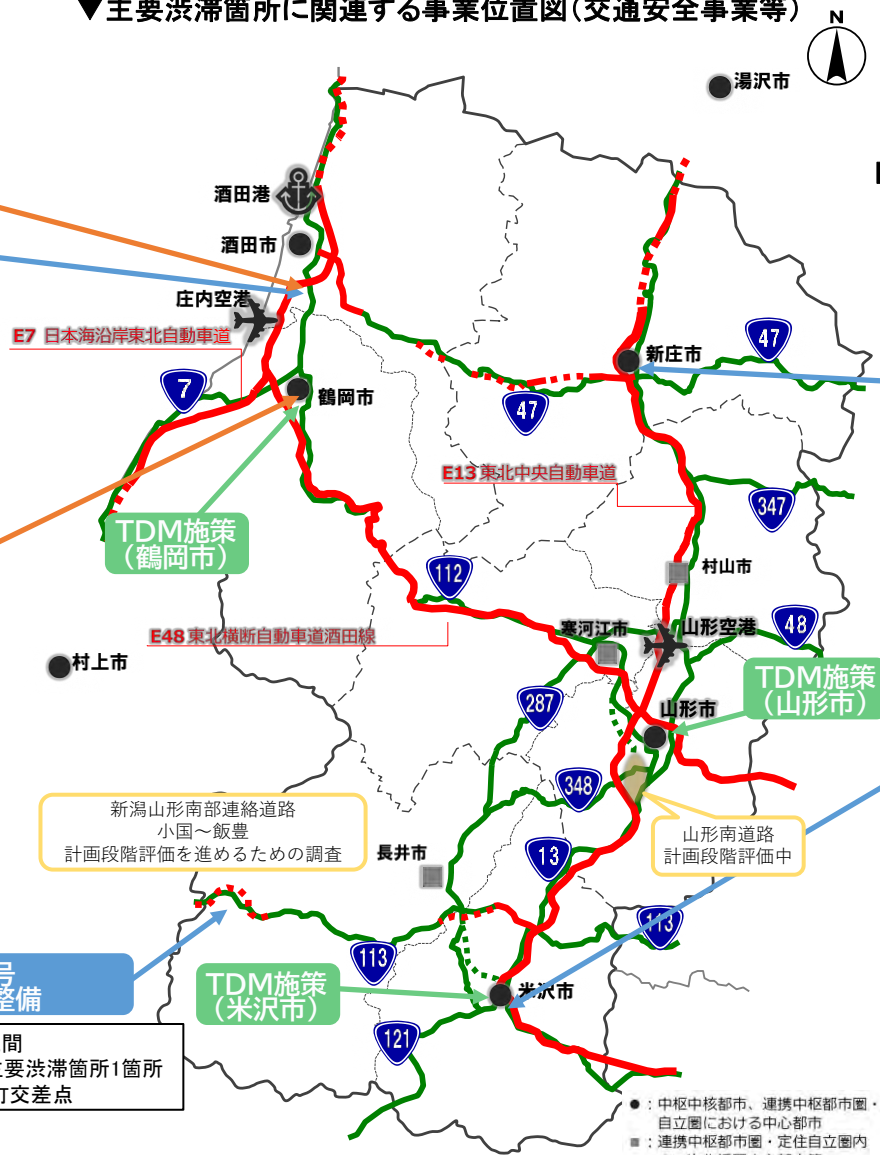 ▼主要渋滞箇所に関連する事業位置図(交通安全事業等)
N
湯沢市
酒田港
酒田市
庄内空港
E7 日本海沿岸東北自動車道
新庄市
47
7
鶴岡市
47
E13 東北中央自動車道
347
TDM施策
(鶴岡市)
112
村山市
E48 東北横断自動車道酒田線
寒河江市
山形空港
48
村上市
TDM施策
(山形市)
287
山形市
348
新潟山形南部連絡道路
小国~飯豊
計画段階評価を進めるための調査
山形南道路
計画段階評価中
長井市
13
113
113
号
整備
TDM施策
(米沢市)
米沢市
121
間
主要渋滞箇所1箇所
町交差点
●:中枢中核都市、連携中枢都市圏・
自立圏における中心都市
■:連携中枢都市圏・定住自立圏内